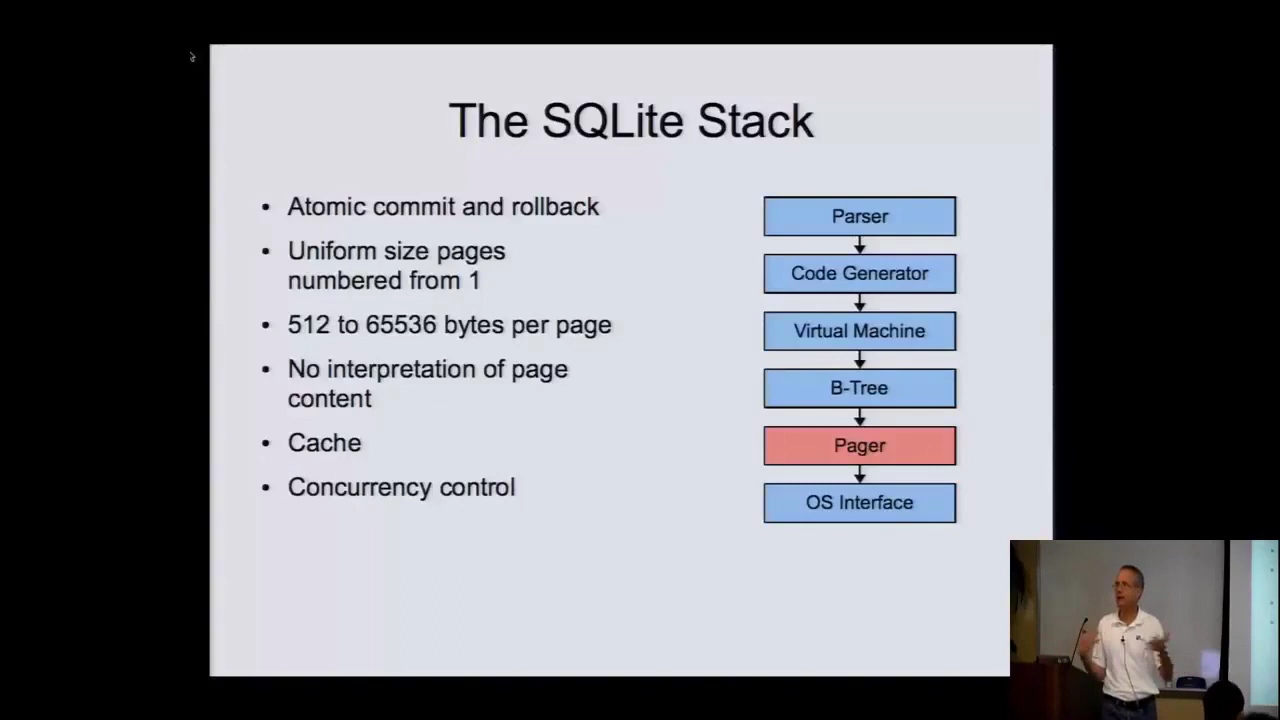 The SQLite Stack
• Atomic commit and rollback
• Uniform size pages
numbered from 1
• 512 to 65536 bytes per page
• No interpretation of page
content
• Cache
• Concurrency control
Parser
Code Generator
Virtual Machine
B-Tree
Pager
OS Interface